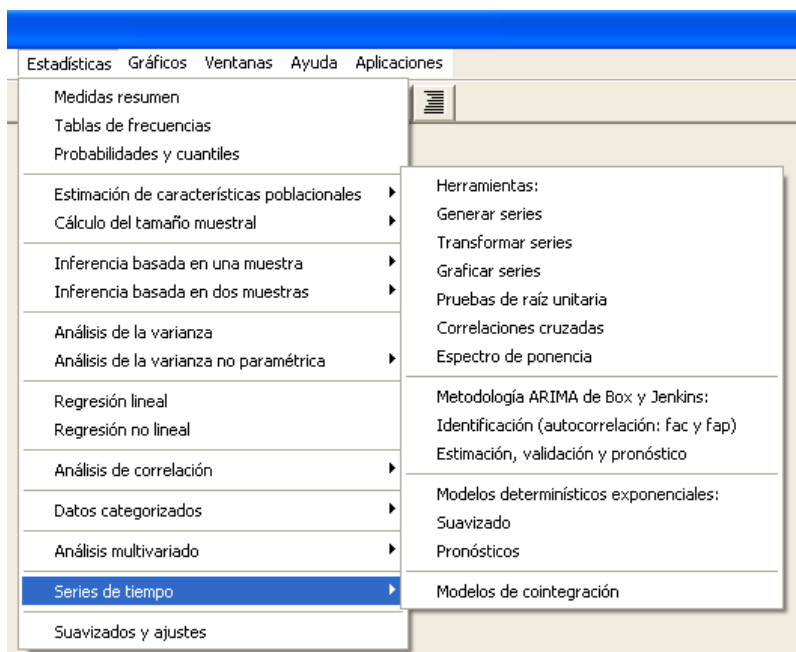 Estadísticas Gráficos Ventanas Ayuda Aplicaciones
Medidas resumen
Tablas de frecuencias
Probabilidades y cuantiles
Estimación de características poblacionales
Cálculo del tamaño muestral
Inferencia basada en una muestra
Inferencia basada en dos muestras
Análisis de la varianza
Análisis de la varianza no paramétrica
Regresión lineal
Regresión no lineal
Análisis de correlación
Datos categorizados
Análisis multivariado
Series de tiempo
Suavizados y ajustes
Herramientas:
Generar series
Transformar series
Graficar series
Pruebas de raíz unitaria
Correlaciones cruzadas
Espectro de ponencia
Metodología ARIMA de Box y Jenkins:
Identificación (autocorrelación: fac y fap)
Estimación, validación y pronóstico
Modelos determínisticos exponenciales:
Suavizado
Pronósticos
Modelos de cointegración